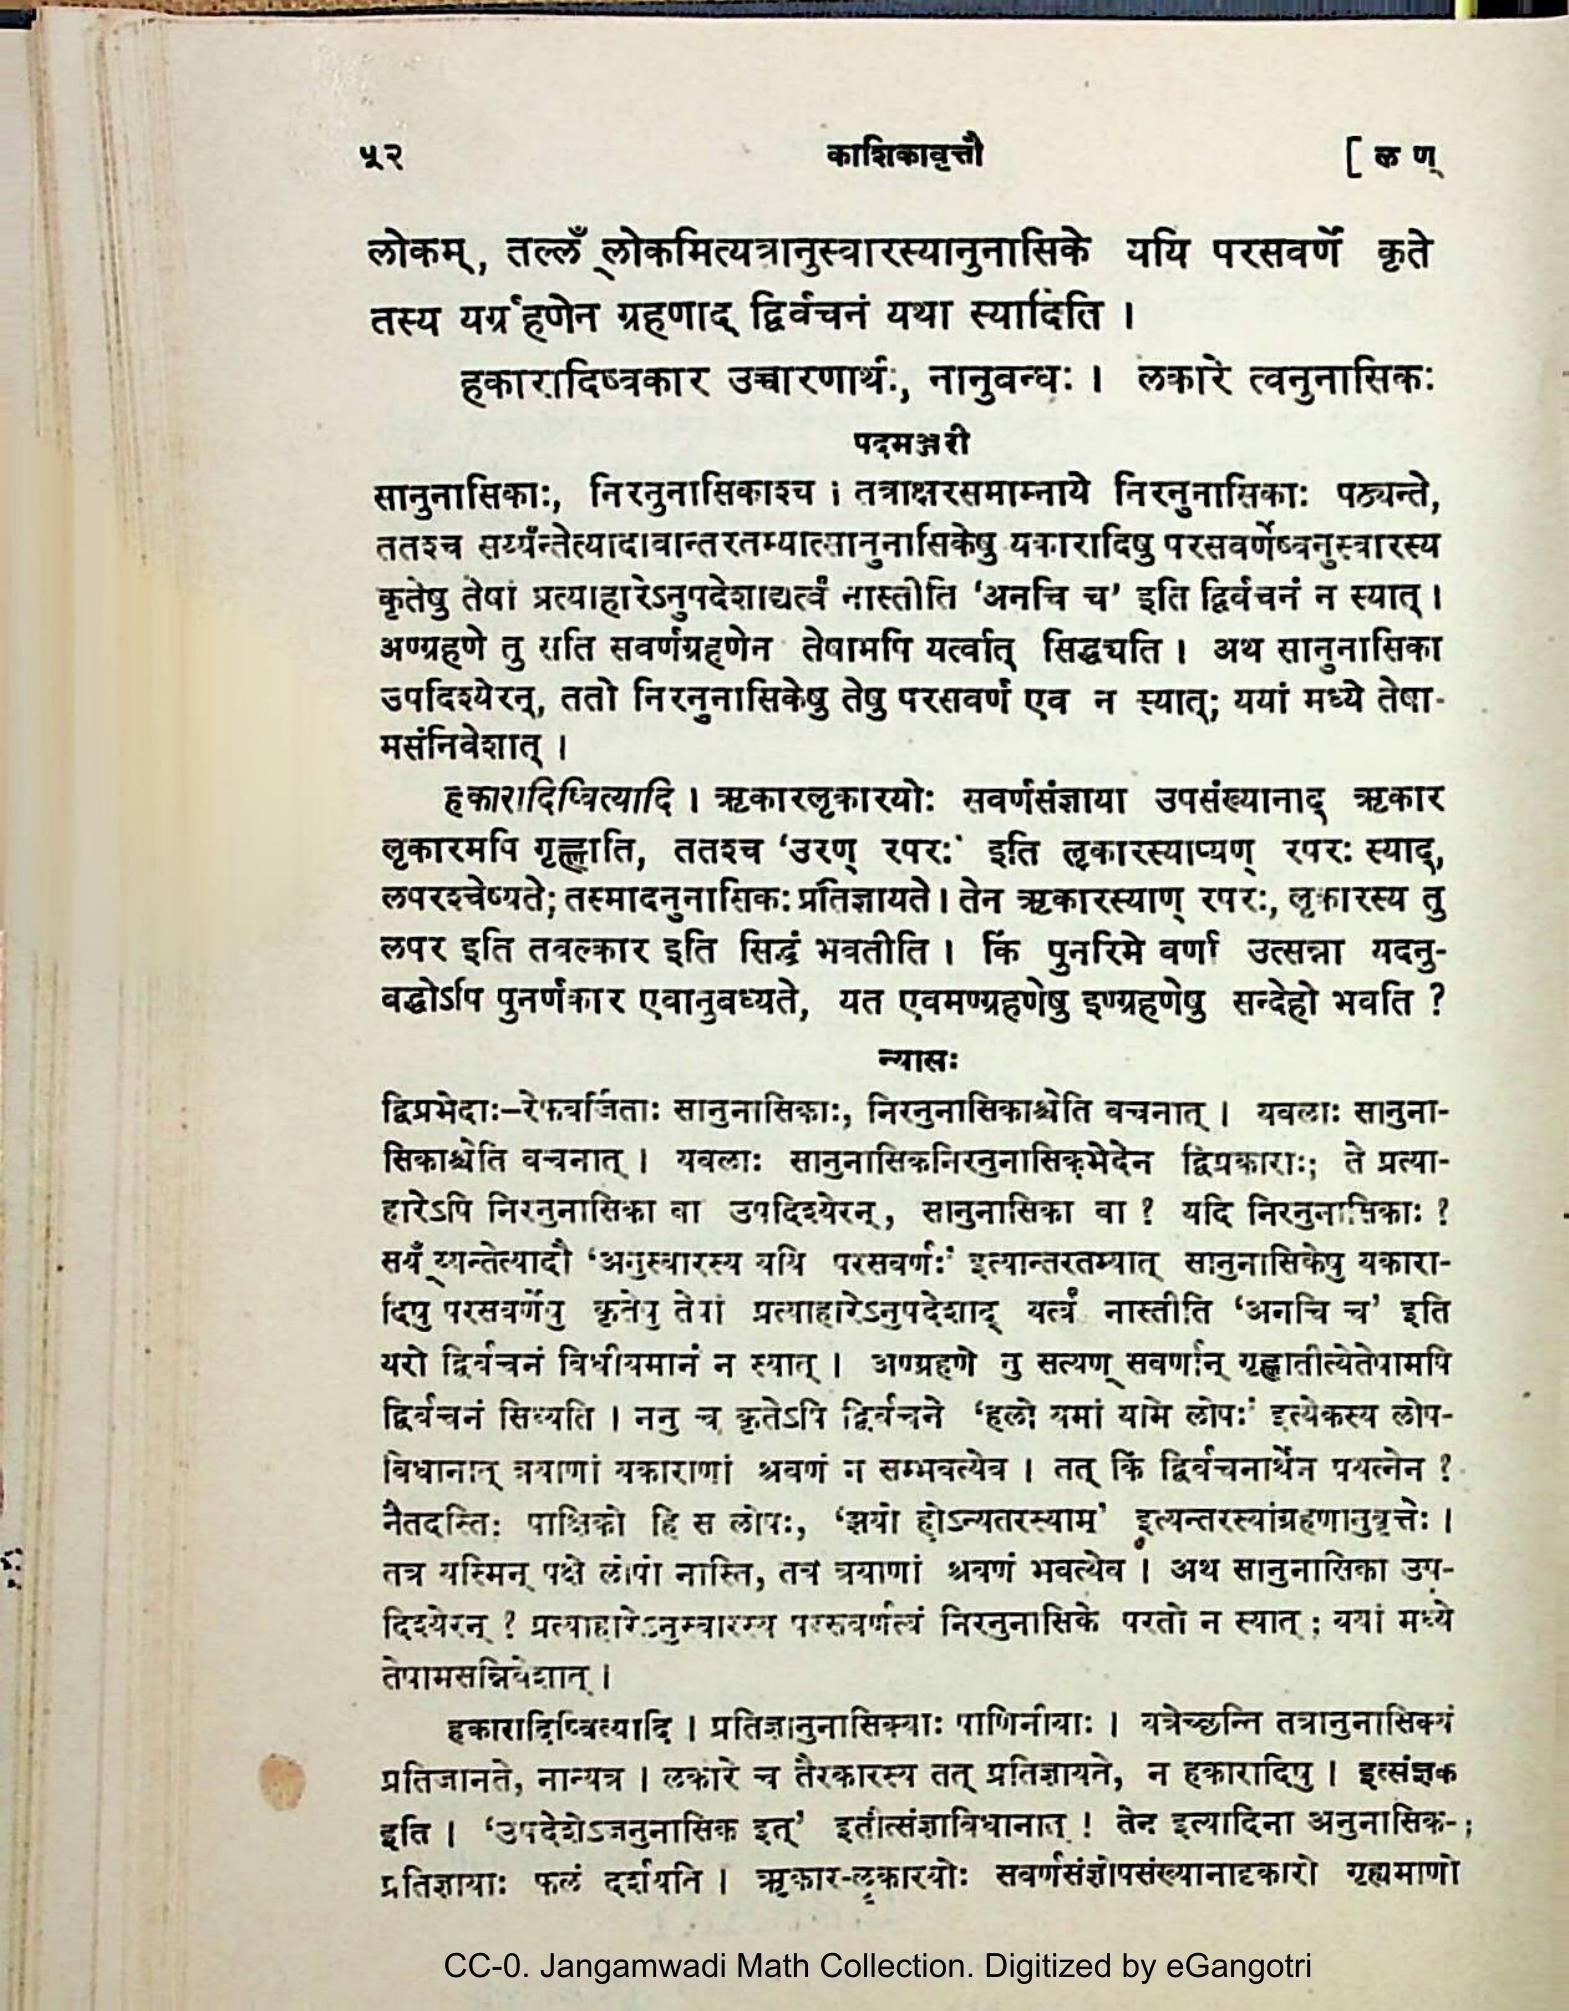 ५२ काशिकावृत्तौ [ ल ण्
लोकम्, तल्लँ ्लोकमित्यत्रानुस्वारस्यानुनासिके ययि परसवर्णे कृते
तस्य यर्ग्रहणेन ग्रहणाद् द्विर्वचनं यथा स्यादिति ।
हकारादिष्वकार उच्चारणार्थः, नानुबन्धः । लकारे त्वनुनासिकः
पदमञ्जरी
सानुनासिकाः, निरनुनासिकाश्च । तत्राक्षरसमाम्नाये निरनुनासिकाः पठ्यन्ते,
ततश्च सय्यँन्तेत्यादावान्तरतम्यात्सानुनासिकेषु यकारादिषु परसवर्णेष्वनुस्वारस्य
कृतेषु तेषां प्रत्याहारेऽनुपदेशाद्यत्वं नास्तीति ‘अनचि च’ इति द्विर्वचनं न स्यात् ।
अण्ग्रहणे तु सति सवर्णग्रहणेन तेषामपि यर्त्वात् सिद्ध्यति । अथ सानुनासिका
उपदिश्येरन्, ततो निरनुनासिकेषु तेषु परसवर्ण एव न स्यात्; ययां मध्ये तेषा-
मसंनिवेशात् ।
हकारादिष्वित्यादि । ऋकारलृकारयोः सवर्णसंज्ञाया उपसंख्यानाद् ऋकार
लृकारमपि गृह्णाति, ततश्च ‘उरण् रपरः’ इति लृकारस्याप्यण् रपरः स्याद्,
लपरश्चेष्यते; तस्मादनुनासिकः प्रतिज्ञायते । तेन ऋकारस्याण् रपरः, लृकारस्य तु
लपर इति तवल्कार इति सिद्धं भवतीति । किं पुनरिमे वर्णा उत्सन्ना यदनु-
बद्धोऽपि पुनर्णकार एवानुबध्यते, यत एवमण्ग्रहणेषु इण्ग्रहणेषु सन्देहो भवति ?
न्यासः
द्विप्रभेदाः–रेफवर्जिताः सानुनासिकाः, निरनुनासिकाश्चेति वचनात् । यवलाः सानुना-
सिकाश्चेति वचनात् । यवलाः सानुनासिकनिरनुनासिकभेदेन द्विप्रकाराः; ते प्रत्या-
हारेऽपि निरनुनासिका वा उपदिश्येरन्, सानुनासिका वा ? यदि निरनुनासिकाः ?
सयँ ्य्यन्तेत्यादौ ‘अनुस्वारस्य ययि परसवर्णः’ इत्यान्तरतम्यात् सानुनासिकेषु यकारा-
दिषु परसवर्णेषु कृतेषु तेषां प्रत्याहारेऽनुपदेशाद् यर्त्वं नास्तीति ‘अनचि च’ इति
यरो द्विर्वचनं विधीयमानं न स्यात् । अण्ग्रहणे तु सत्यण् सवर्णान् गृह्णातीत्येतेषामपि
द्विर्वचनं सिध्यति । ननु च कृतेऽपि द्विर्वचने ‘हलो यमां यमि लोपः’ इत्येकस्य लोप-
विधानात् त्रयाणां यकाराणां श्रवणं न सम्भवत्येव । तत् किं द्विर्वचनार्थेन पयत्नेन ?
नैतदस्तिः पाक्षिको हि स लोपः, ‘झयो होऽन्यतरस्याम्’ इत्यन्तरस्यांग्रहणानुवृत्तेः ।
तत्र यस्मिन् पक्षे लोपो नास्ति, तत्र त्रयाणां श्रवणं भवत्येव । अथ सानुनासिका उप-
दिश्येरन् ? प्रत्याहारेऽनुस्वारस्य परसवर्णत्वं निरनुनासिके परतो न स्यात् ; ययां मध्ये
तेषामसन्निवेशात् ।
हकारादिष्वित्यादि । प्रतिज्ञानुनासिक्याः पाणिनीयाः । यत्रेच्छन्ति तत्रानुनासिक्यं
प्रतिजानते, नान्यत्र । लकारे च तैरकारस्य तत् प्रतिज्ञायते, न हकारादिषु । इत्संज्ञक
इति । ‘उपदेशेऽजनुनासिक इत्’ इतीत्संज्ञाविधानात् ! तेन इत्यादिना अनुनासिक-;
प्रतिज्ञायाः फलं दर्शयति । ऋकार-लृकारयोः सवर्णसंज्ञोपसंख्यानादृकारो गृह्यमाणो
CC-0. Jangamwadi Math Collection. Digitized by eGangotri